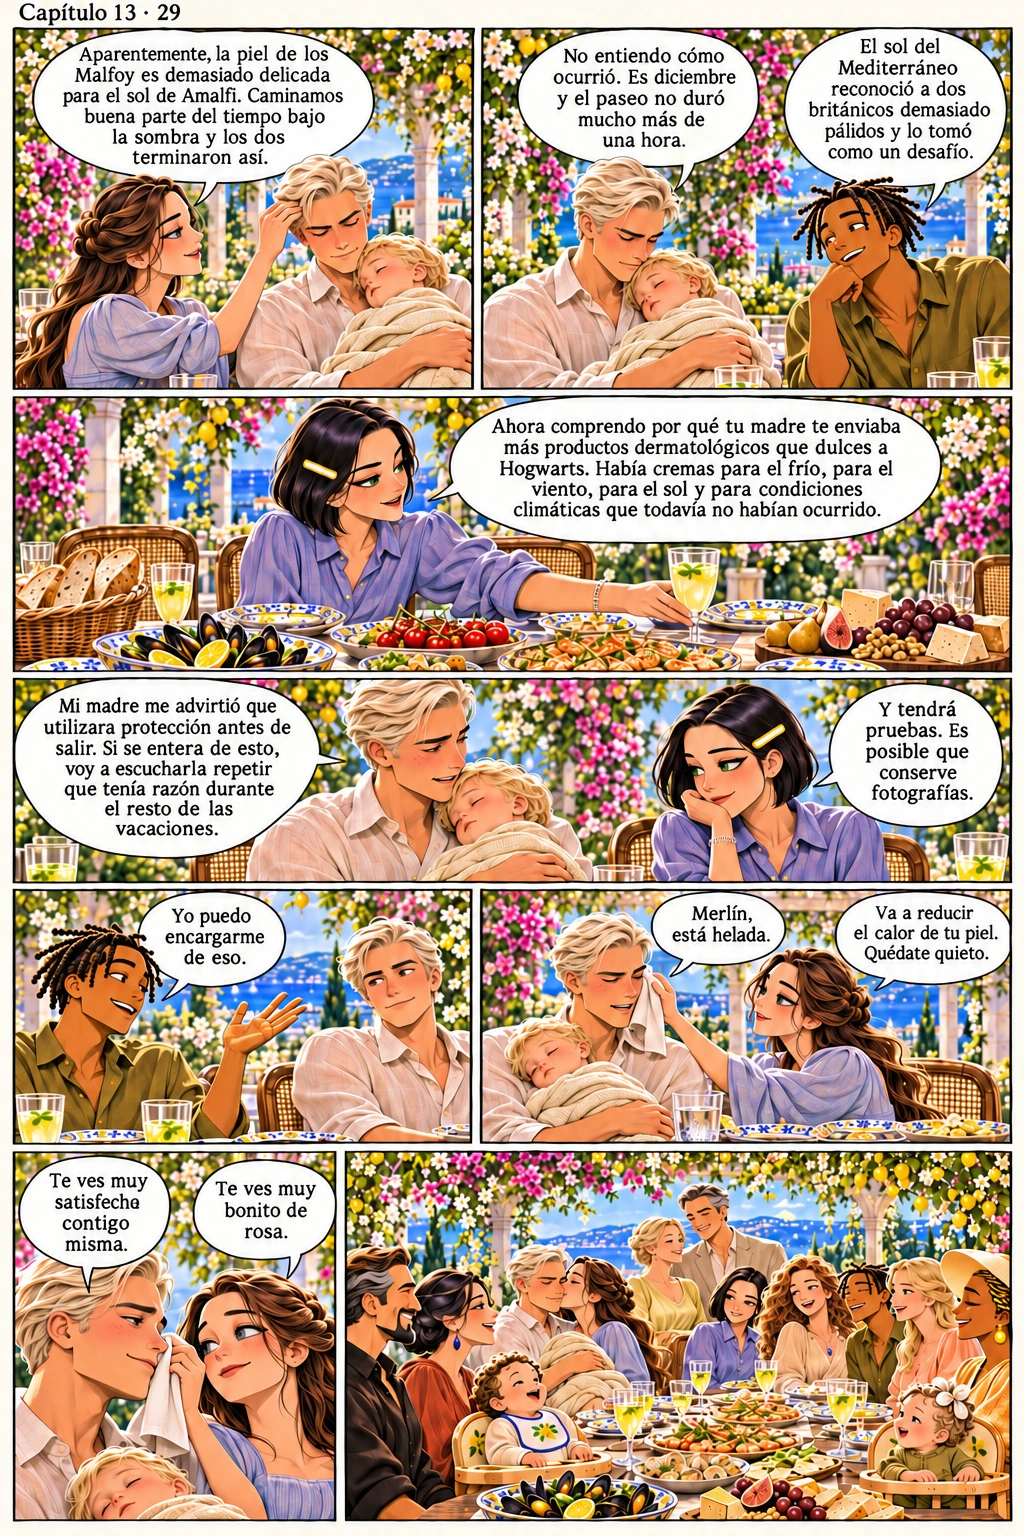 Capítulo 13 · 29
Aparentemente, la piel de los
Malfoy es demasiado delicada
para el sol de Amalfi. Caminamos
buena parte del tiempo bajo
la sombra y los dos
terminaron así.
No entiendo cómo
ocurrió. Es diciembre
y el paseo no duró
mucho más de
una hora.
El sol del
Mediterráneo
reconoció a dos
británicos demasiado
pálidos y lo tomó
como un desafío.
Ahora comprendo por qué tu madre te enviaba
más productos dermatológicos que dulces a
Hogwarts. Había cremas para el frío, para el
viento, para el sol y para condiciones
climáticas que todavía no habían ocurrido.
Mi madre me advirtió que
utilizara protección antes de
salir. Si se entera de esto,
voy a escucharla repetir
que tenía razón durante
el resto de las
vacaciones.
Y tendrá
pruebas. Es
posible que
conserve
fotografías.
Yo puedo
encargarme
de eso.
Merlín,
está helada.
Va a reducir
el calor de tu piel.
Quédate quieto.
Te ves muy
satisfecha
contigo
misma.
Te ves muy
bonito de
rosa.